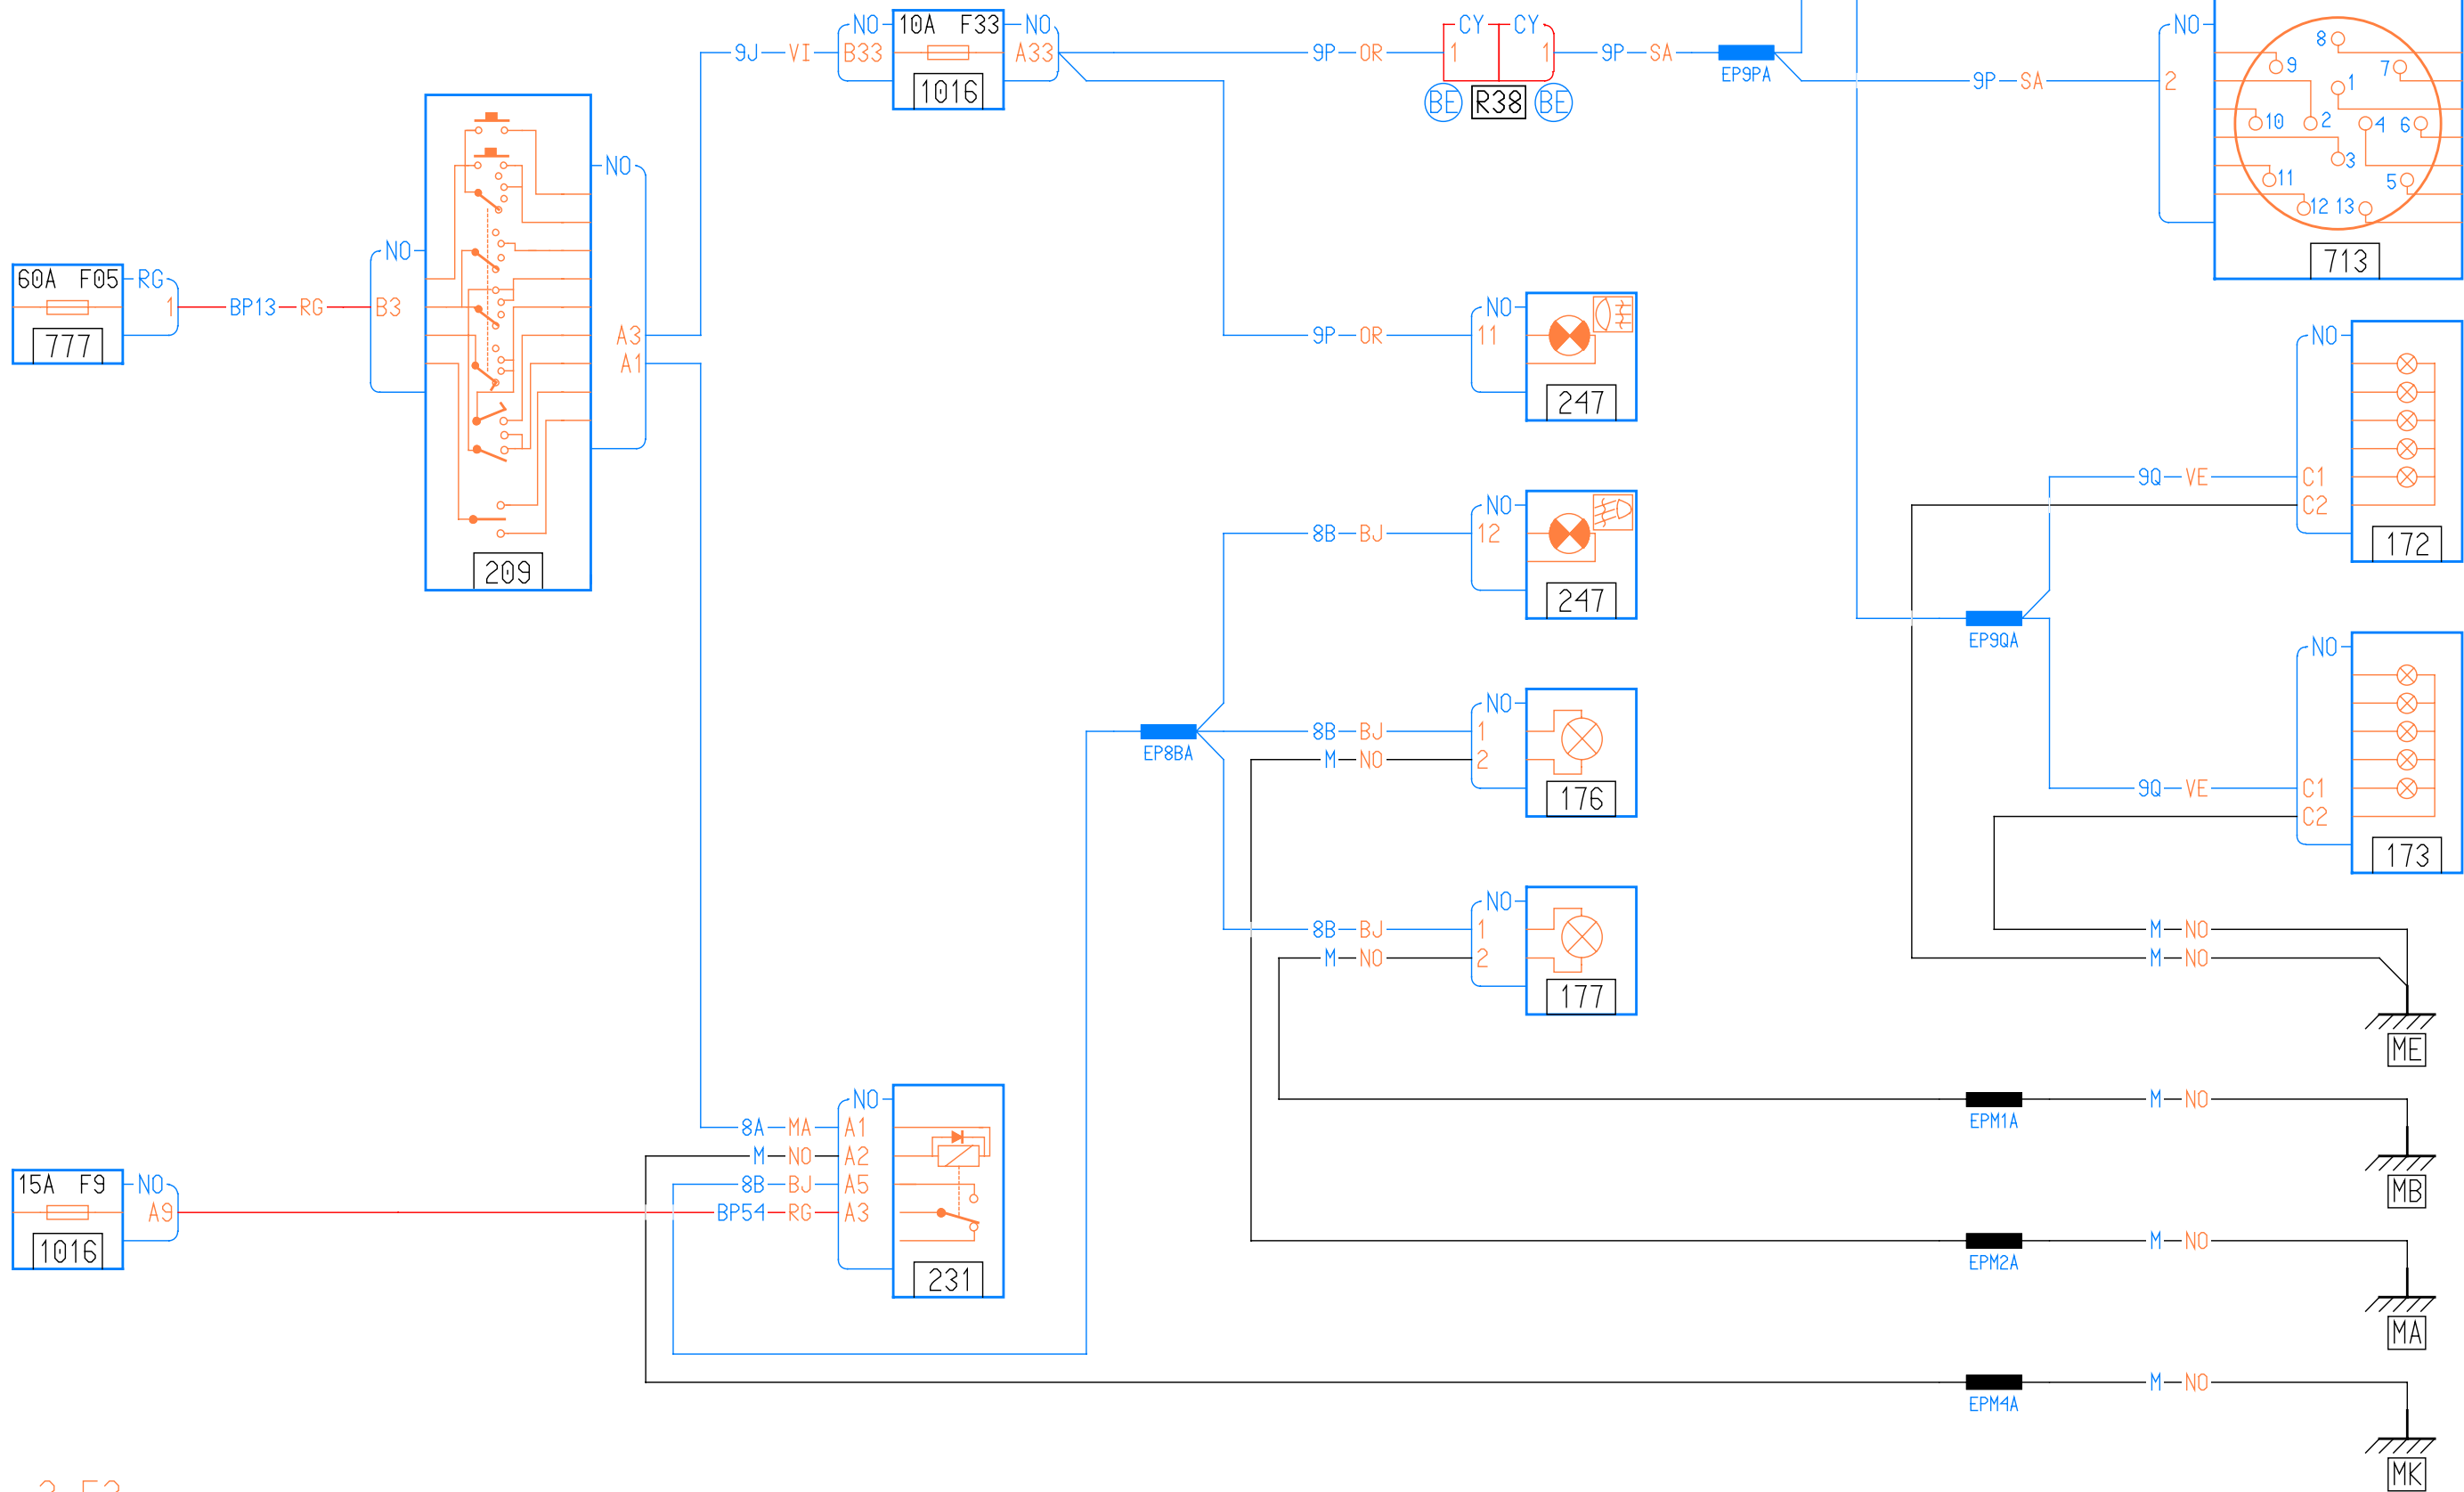 NO 10A F33 NO CY CY NO
9J VI B33 A33 9P OR 1 1 9P SA EP9PA 9P SA 2
1016 BE R38 BE
8
9 7
1
10 2 4 6
3
11 5
12 13
713
NO
NO
60A F05 RG
1 BP13 RG B3
777
A3
A1
209
NO
9P OR 11
247
NO
8B BJ 12
247
NO
9Q VE C1
C2
172
EP9QA
NO
9Q VE C1
C2
173
NO
EP8BA 8B BJ 1
M NO 2
176
NO
8B BJ 1
M NO 2
177
M NO
M NO
ME
NO
8A MA A1
M NO A2
8B BJ A5
BP54 RG A3
231
15A F9 NO
A9
1016
EPM1A M NO
MB
EPM2A M NO
MA
EPM4A M NO
MK